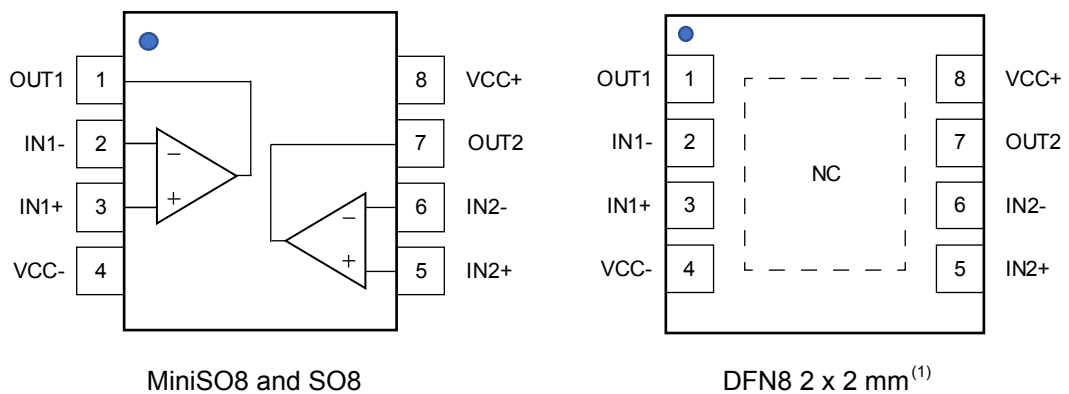 OUT1 1 8 VCC+
IN1- 2 − 7 OUT2
IN1+ 3 + − 6 IN2-
VCC- 4 + 5 IN2+
MiniSO8 and SO8
OUT1 1 8 VCC+
IN1- 2 7 OUT2
NC
IN1+ 3 6 IN2-
VCC- 4 5 IN2+
DFN8 2 x 2 mm(1)